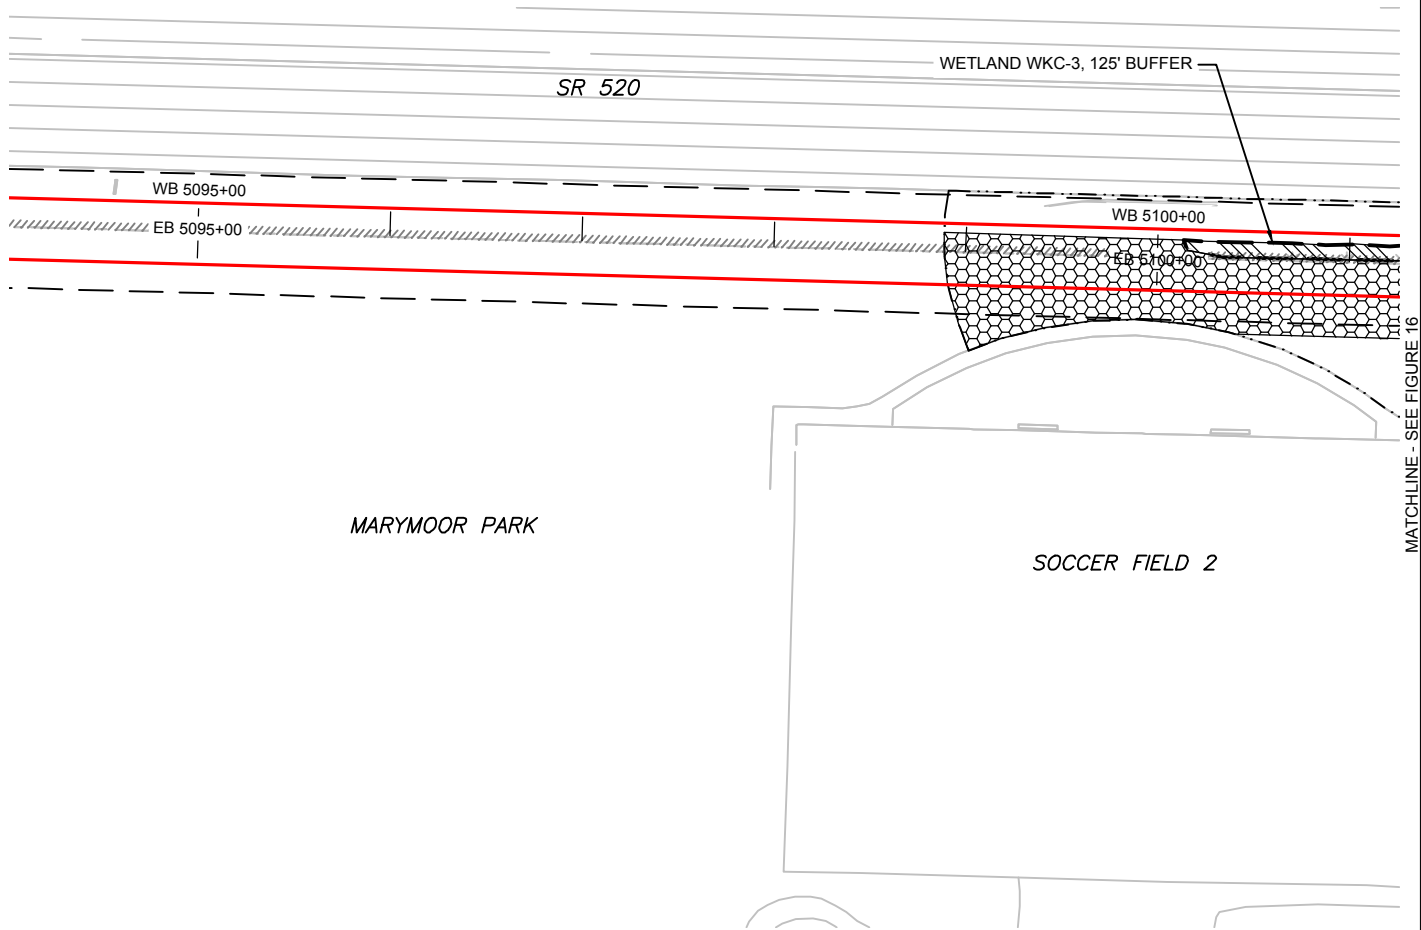 WETLAND WKC-3, 125' BUFFER
SR 520
WB 5095+00
WB 5100+00
EB 5095+00
EB 5100+00
MATCHLINE - SEE FIGURE 16
MARYMOOR PARK
SOCCER FIELD 2